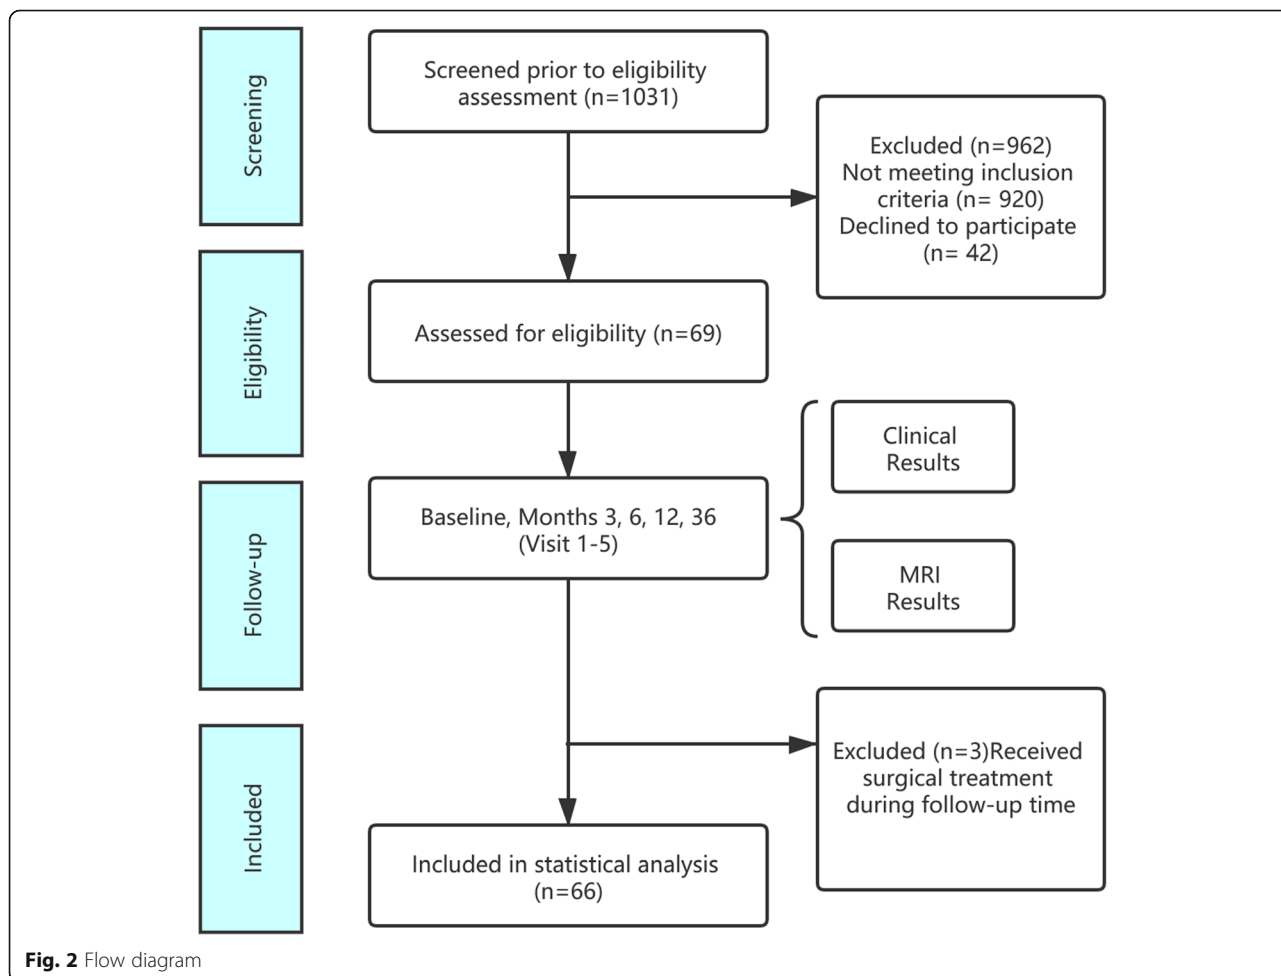 Screening
Screened prior to eligibility
assessment (n=1031)
Excluded (n=962)
Not meeting inclusion
criteria (n= 920)
Declined to participate
(n= 42)
Eligibility
Assessed for eligibility (n=69)
Follow-up
Baseline, Months 3, 6, 12, 36
(Visit 1-5)
Clinical
Results
MRI
Results
Included
Excluded (n=3)Received
surgical treatment
during follow-up time
Included in statistical analysis
(n=66)
Fig. 2 Flow diagram